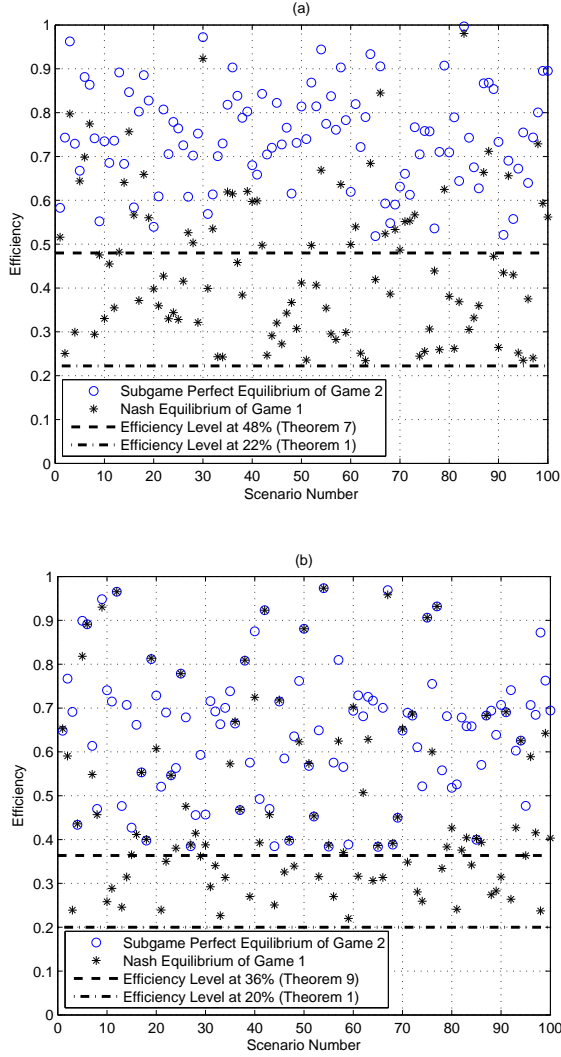 (a)
1
0.9
0.8
0.7
0.6
0.5
0.4
0.3
0.2
0.1
0
Efficiency
Subgame Perfect Equilibrium of Game 2
Nash Equilibrium of Game 1
Efficiency Level at 48% (Theorem 7)
Efficiency Level at 22% (Theorem 1)
0 10 20 30 40 50 60 70 80 90 100
Scenario Number
(b)
1
0.9
0.8
0.7
0.6
0.5
0.4
0.3
0.2
0.1
0
Efficiency
Subgame Perfect Equilibrium of Game 2
Nash Equilibrium of Game 1
Efficiency Level at 36% (Theorem 9)
Efficiency Level at 20% (Theorem 1)
0 10 20 30 40 50 60 70 80 90 100
Scenario Number